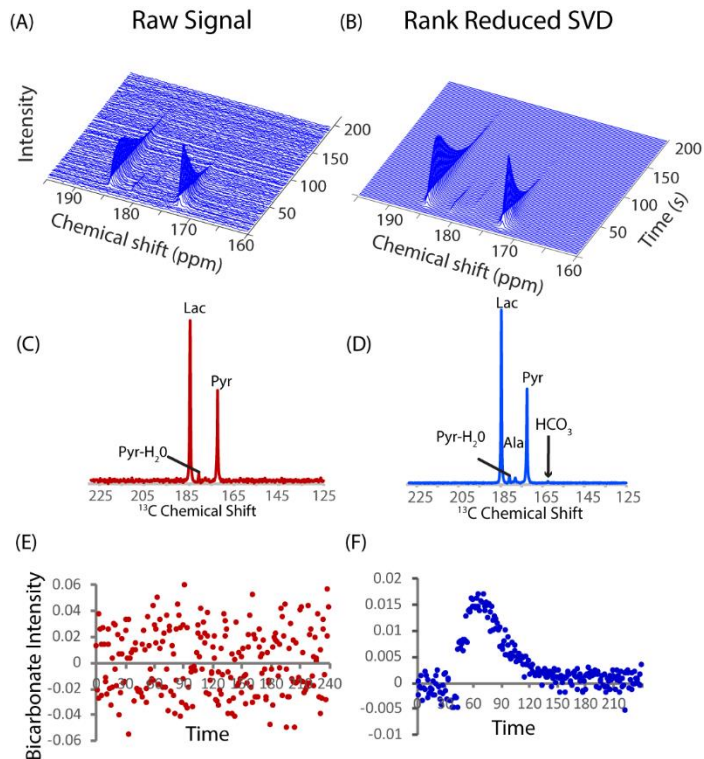 (A) Raw Signal
(B) Rank Reduced SVD
Intensity
200
150
100
50
190
180
170
160
Chemical shift (ppm)
200
150
100
50
Time (s)
190
180
170
160
Chemical shift (ppm)
(C)
Lac
Pyr
Pyr-H20
225 205 185 165 145 125
13C Chemical Shift
(D)
Lac
Pyr
HCO3
Pyr-H20
Ala
225 205 185 165 145 125
13C Chemical Shift
(E)
Bicarbonate Intensity
0.06
0.04
0.02
0
-0.02
-0.04
-0.06
0 30 60 90 120 150 180 210 240
Time
(F)
0.02
0.015
0.01
0.005
0
-0.005
-0.01
0 30 60 90 120 150 180 210
Time